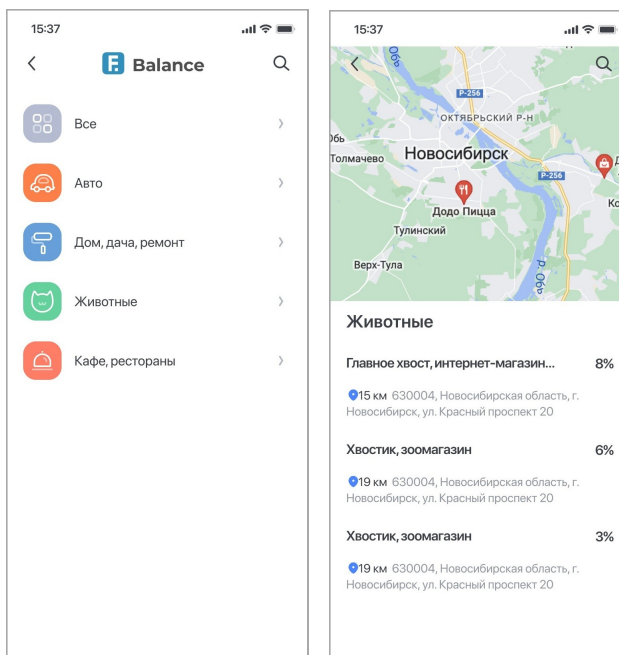 15:37
F. Balance
Все
Авто
Дом, дача, ремонт
Животные
Кафе, рестораны
15:37
Обь
Р-256
ОКТЯБРЬСКИЙ Р-Н
Толмачево
Новосибирск
Р-256
Додо Пицца
Тулинский
Верх-Тула
р. Обь
Животные
Главное хвост, интернет-магазин... 8%
15 км 630004, Новосибирская область, г.
Новосибирск, ул. Красный проспект 20
Хвостик, зоомагазин 6%
19 км 630004, Новосибирская область, г.
Новосибирск, ул. Красный проспект 20
Хвостик, зоомагазин 3%
19 км 630004, Новосибирская область, г.
Новосибирск, ул. Красный проспект 20